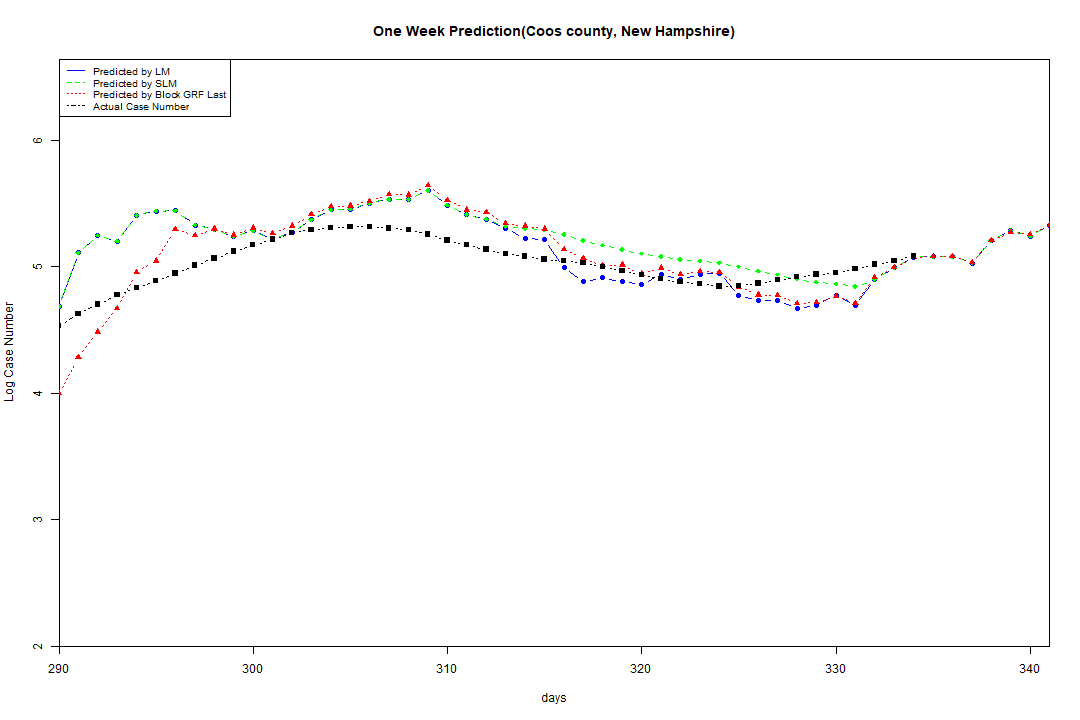 One Week Prediction(Coos county, New Hampshire)
Predicted by LM
Predicted by SLM
Predicted by Block GRF Last
Actual Case Number
6
5
4
3
2
Log Case Number
290 300 310 320 330 340
days